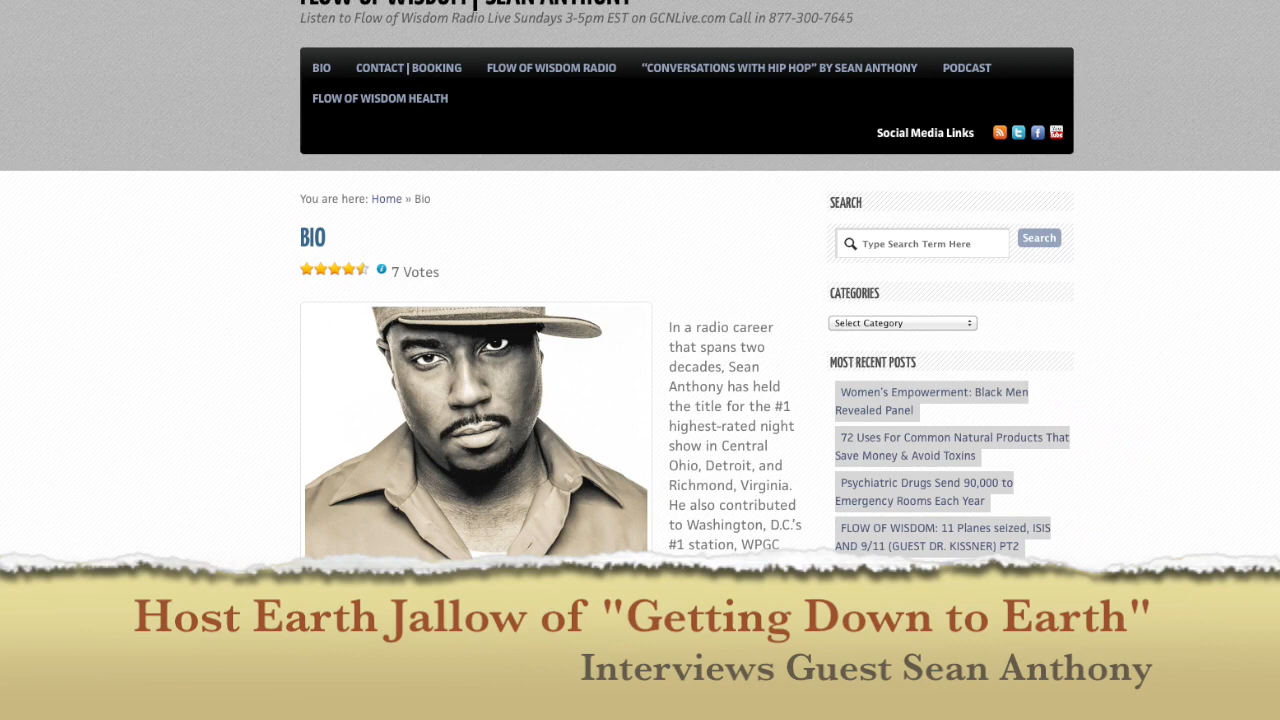 FLOW OF WISDOM | SEAN ANTHONY
Listen to Flow of Wisdom Radio Live Sundays 3-5pm EST on GCNLive.com Call in 877-300-7645
BIO CONTACT | BOOKING FLOW OF WISDOM RADIO “CONVERSATIONS WITH HIP HOP” BY SEAN ANTHONY PODCAST
FLOW OF WISDOM HEALTH
Social Media Links
You are here: Home » Bio
BIO
7 Votes
In a radio career
that spans two
decades, Sean
Anthony has held
the title for the #1
highest-rated night
show in Central
Ohio, Detroit, and
Richmond, Virginia.
He also contributed
to Washington, D.C.’s
#1 station, WPGC
SEARCH
Type Search Term Here Search
CATEGORIES
Select Category
MOST RECENT POSTS
Women’s Empowerment: Black Men
Revealed Panel
72 Uses For Common Natural Products That
Save Money & Avoid Toxins
Psychiatric Drugs Send 90,000 to
Emergency Rooms Each Year
FLOW OF WISDOM: 11 Planes seized, ISIS
AND 9/11 (GUEST DR. KISSNER) PT2
Host Earth Jallow of "Getting Down to Earth"
Interviews Guest Sean Anthony